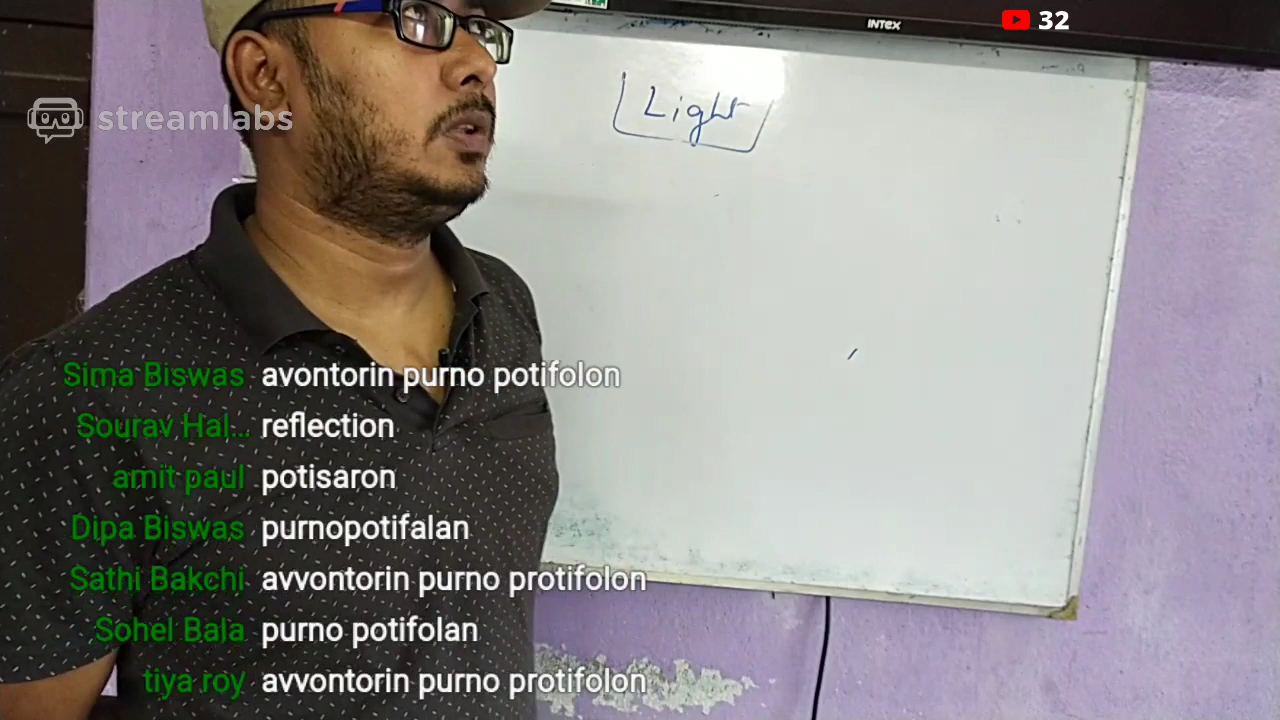 INTEX
32
Light
streamlabs
Sima Biswas avontorin purno potifolon
Sourav Hal... reflection
amit paul potisaron
Dipa Biswas purnopotifalan
Sathi Bakchi avvontorin purno protifolon
Sohel Bala purno potifolan
tiya roy avvontorin purno protifolon